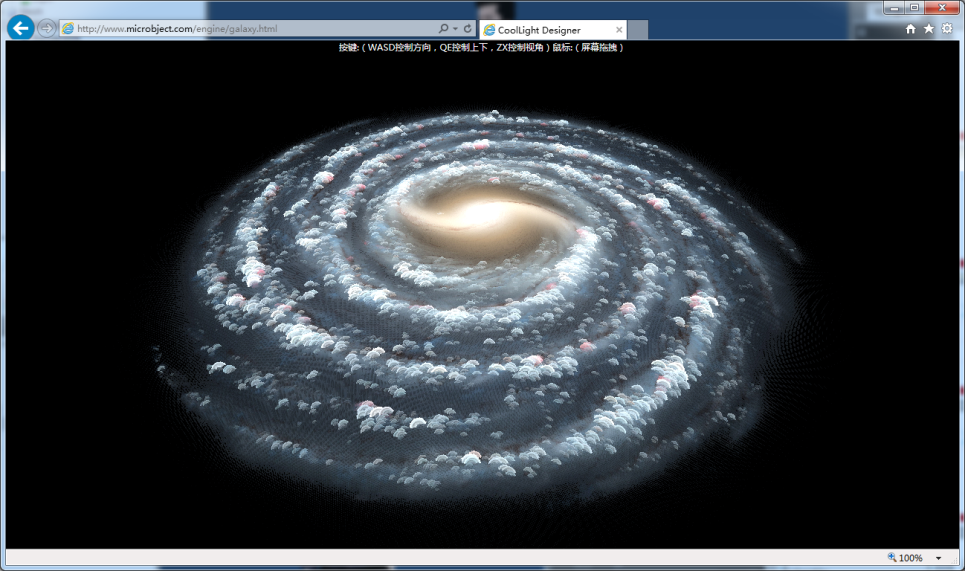 http://www.microobject.com/engine/galaxy.html
CoolLight Designer
按键:(WASD控制方向，QE控制上下，ZX控制视角)鼠标:(屏幕拖拽)
100%